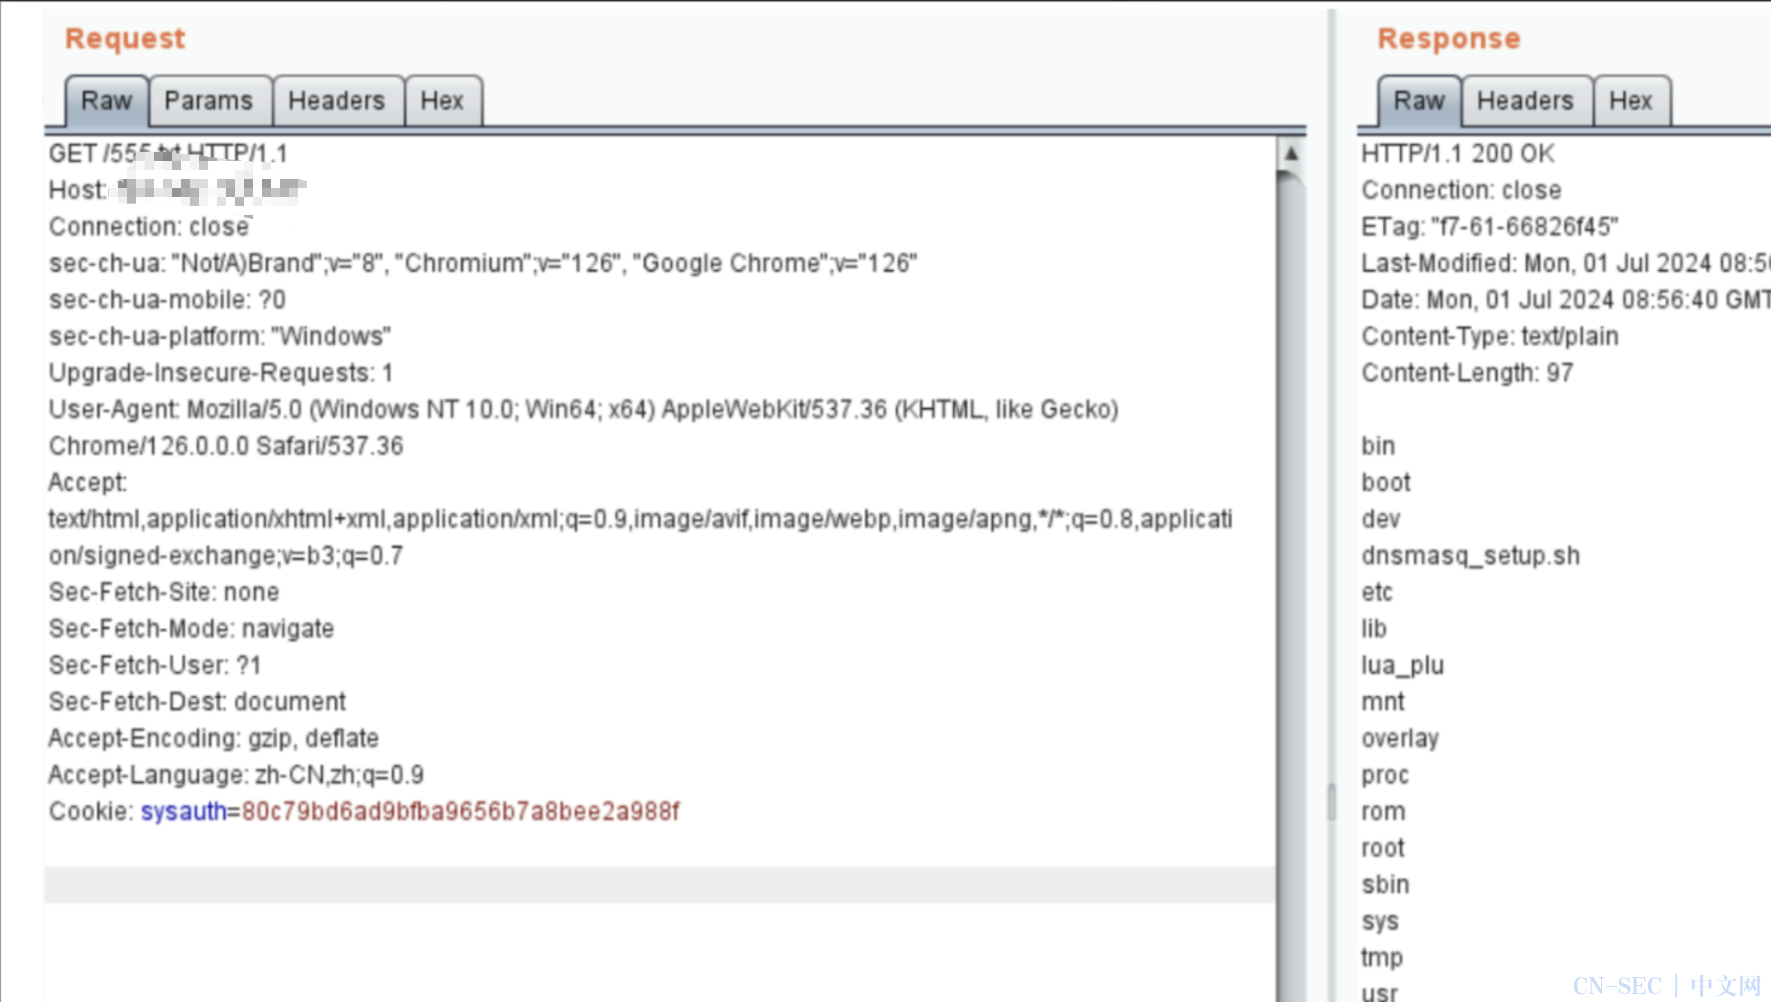 Request
Raw
Params
Headers
Hex
GET /555.txt HTTP/1.1
Host:
Connection: close
sec-ch-ua: "Not/A)Brand";v="8", "Chromium";v="126", "Google Chrome";v="126"
sec-ch-ua-mobile: ?0
sec-ch-ua-platform: "Windows"
Upgrade-Insecure-Requests: 1
User-Agent: Mozilla/5.0 (Windows NT 10.0; Win64; x64) AppleWebKit/537.36 (KHTML, like Gecko)
Chrome/126.0.0.0 Safari/537.36
Accept:
text/html,application/xhtml+xml,application/xml;q=0.9,image/avif,image/webp,image/apng,*/*;q=0.8,applicati
on/signed-exchange;v=b3;q=0.7
Sec-Fetch-Site: none
Sec-Fetch-Mode: navigate
Sec-Fetch-User: ?1
Sec-Fetch-Dest: document
Accept-Encoding: gzip, deflate
Accept-Language: zh-CN,zh;q=0.9
Cookie: sysauth=80c79bd6ad9bfba9656b7a8bee2a988f
Response
Raw
Headers
Hex
HTTP/1.1 200 OK
Connection: close
ETag: "f7-61-66826f45"
Last-Modified: Mon, 01 Jul 2024 08:5
Date: Mon, 01 Jul 2024 08:56:40 GMT
Content-Type: text/plain
Content-Length: 97
bin
boot
dev
dnsmasq_setup.sh
etc
lib
lua_plu
mnt
overlay
proc
rom
root
sbin
sys
tmp
usr
CN-SEC | 中文网